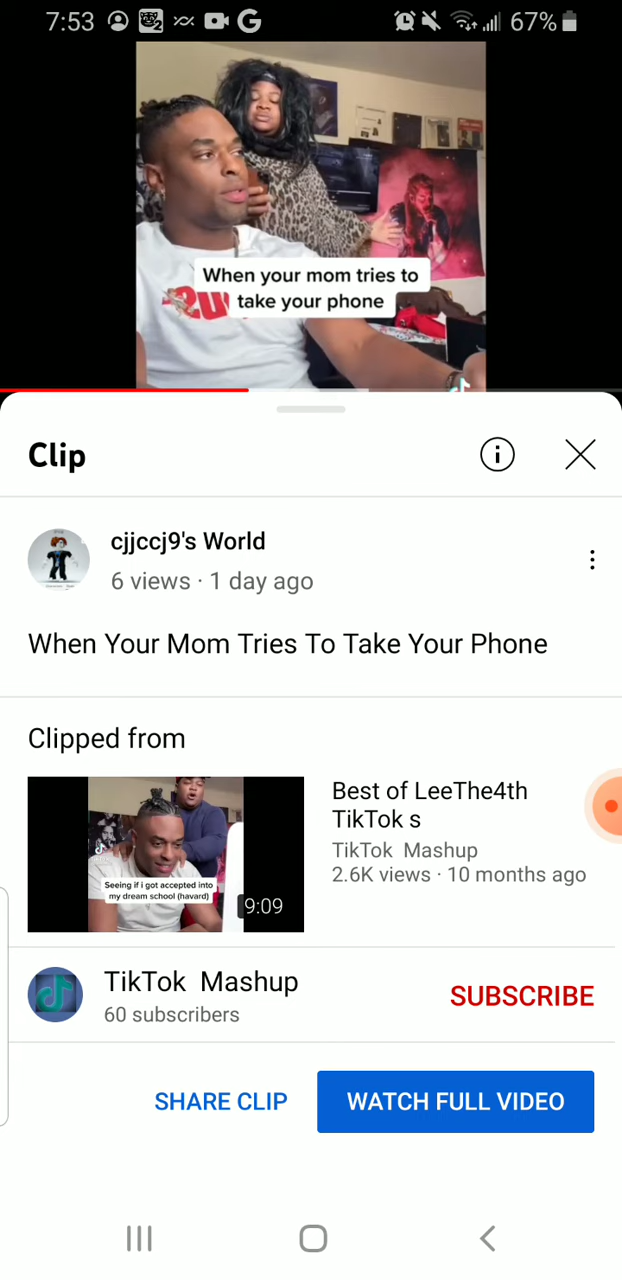 7:53
67%
When your mom tries to
take your phone
Clip
cjjccj9's World
6 views · 1 day ago
When Your Mom Tries To Take Your Phone
Clipped from
Seeing if i got accepted into
my dream school (havard)
9:09
Best of LeeThe4th
TikTok s
TikTok Mashup
2.6K views · 10 months ago
TikTok Mashup
60 subscribers
SUBSCRIBE
SHARE CLIP
WATCH FULL VIDEO